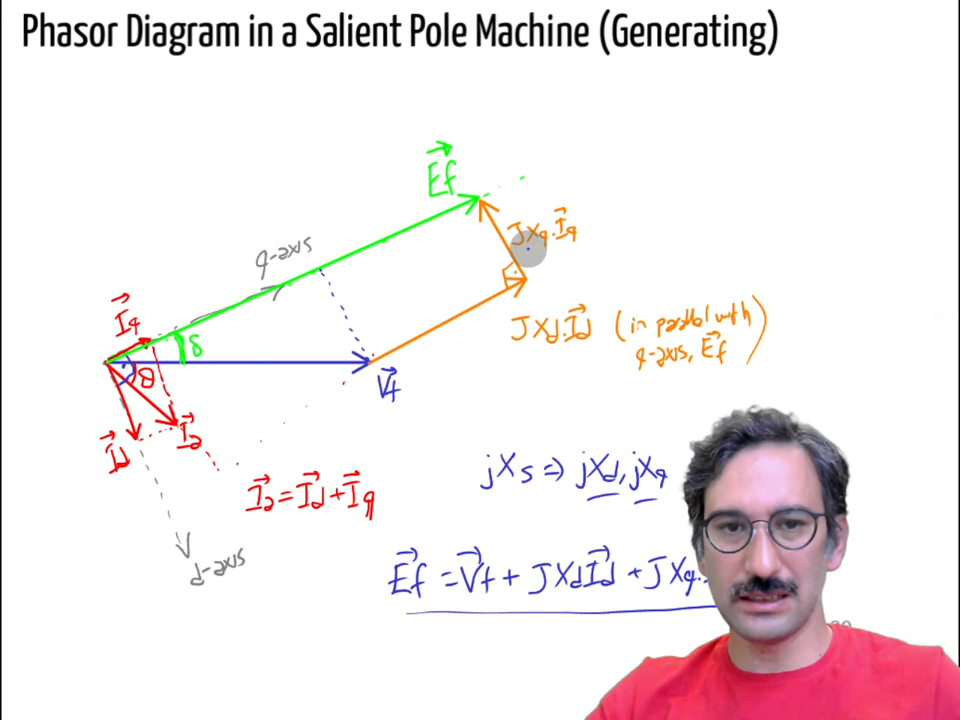 Phasor Diagram in a Salient Pole Machine (Generating)
Ef
q-axis
JXq.Iq
Iq
δ
JXd.Id (in parallel with
q-axis, Ef)
θ
Vt
Id
Ia
Ia = Id + Iq
jXs => jXd, jXq
d-axis
Ef = Vt + JXdId + JXq.